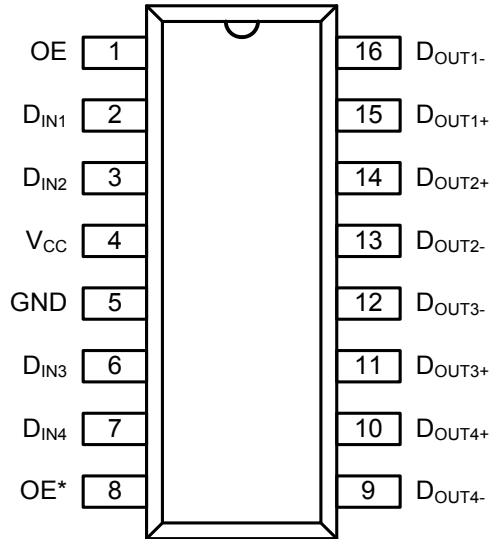 OE 1 16 DOUT1-
DIN1 2 15 DOUT1+
DIN2 3 14 DOUT2+
VCC 4 13 DOUT2-
GND 5 12 DOUT3-
DIN3 6 11 DOUT3+
DIN4 7 10 DOUT4+
OE* 8 9 DOUT4-